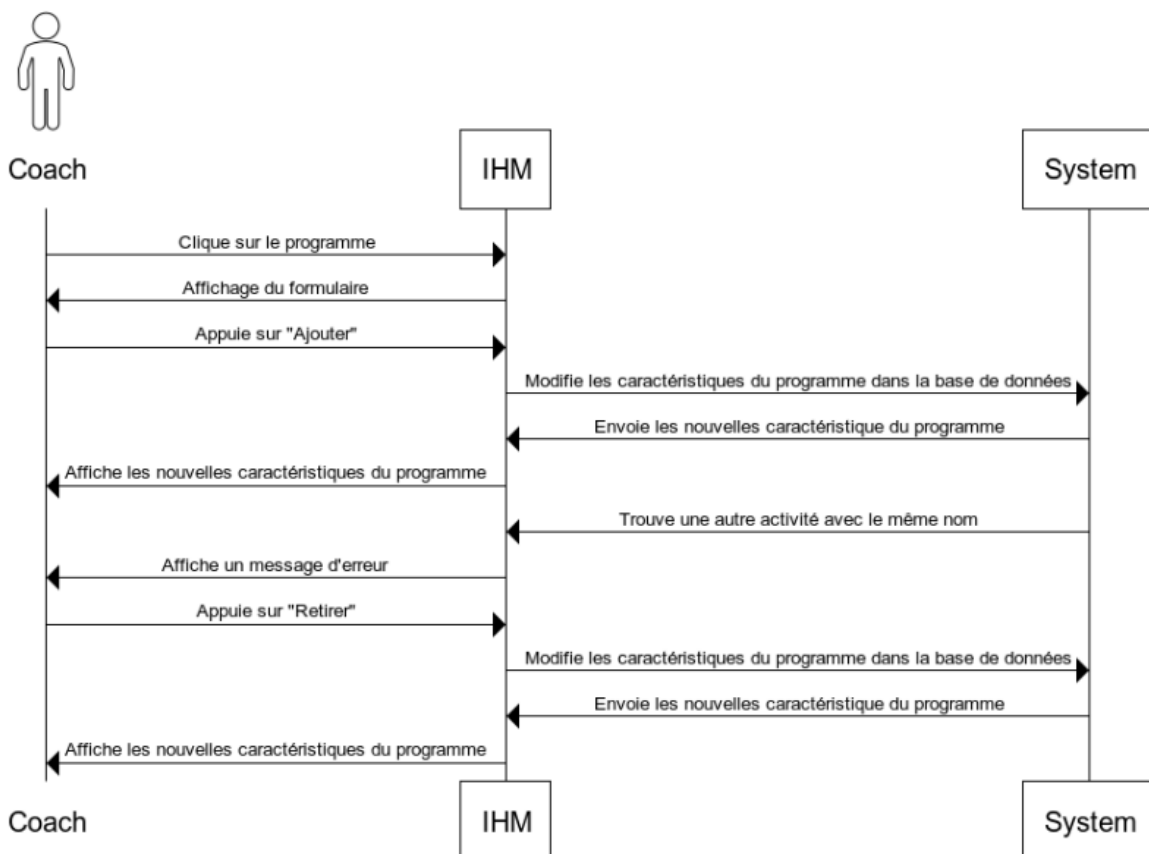 Coach
IHM
System
Clique sur le programme
Affichage du formulaire
Appuie sur "Ajouter"
Modifie les caractéristiques du programme dans la base de données
Envoie les nouvelles caractéristique du programme
Affiche les nouvelles caractéristiques du programme
Trouve une autre activité avec le même nom
Affiche un message d'erreur
Appuie sur "Retirer"
Modifie les caractéristiques du programme dans la base de données
Envoie les nouvelles caractéristique du programme
Affiche les nouvelles caractéristiques du programme
Coach
IHM
System